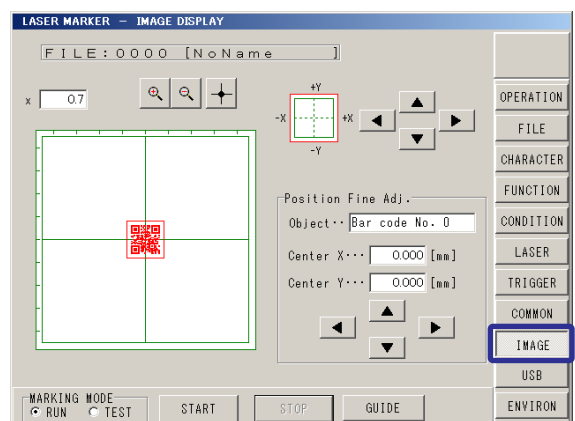 LASER MARKER － IMAGE DISPLAY
FILE:0000 [NoName ]
x 0.7
+Y
-X +X
-Y
Position Fine Adj.
Object·· Bar code No. 0
Center X··· 0.000 [mm]
Center Y··· 0.000 [mm]
OPERATION
FILE
CHARACTER
FUNCTION
CONDITION
LASER
TRIGGER
COMMON
IMAGE
USB
ENVIRON
MARKING MODE
RUN TEST
START
STOP
GUIDE